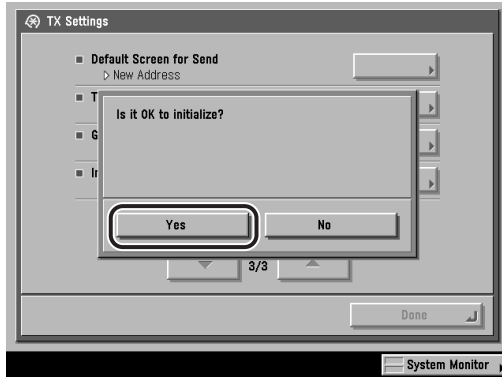 TX Settings
Default Screen for Send
New Address
Is it OK to initialize?
Yes
No
3/3
Done
System Monitor